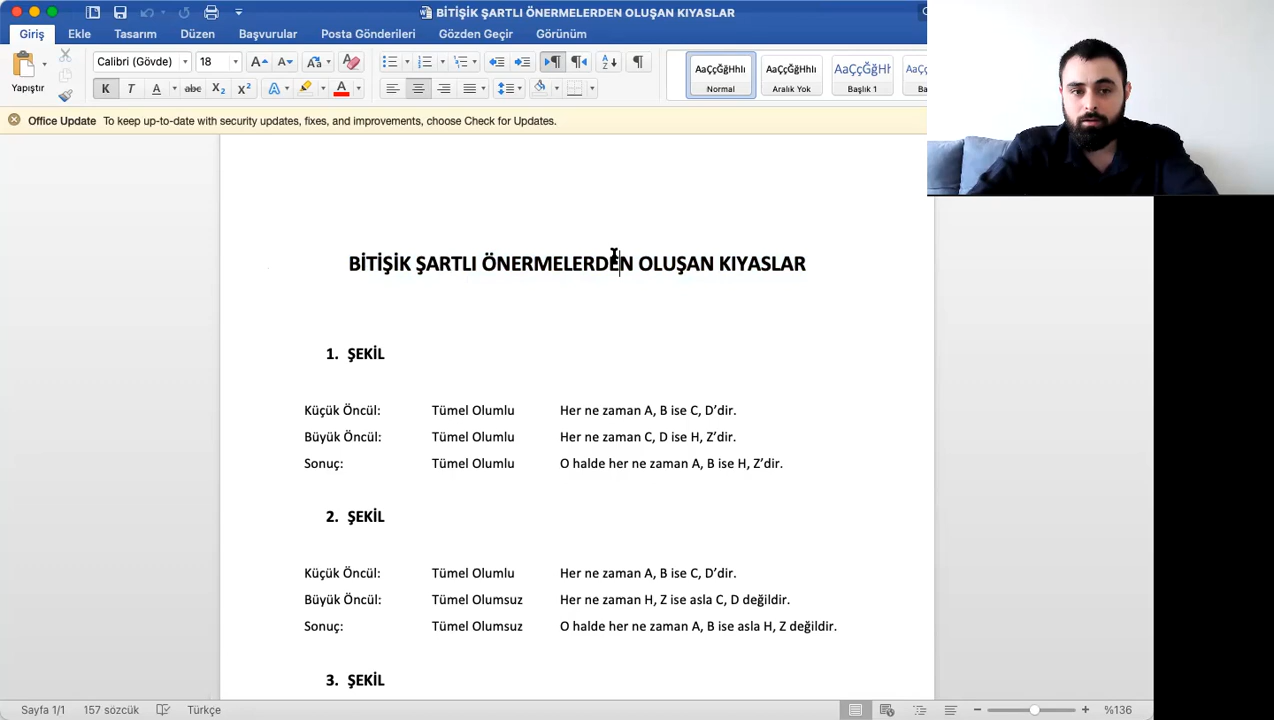 BİTİŞİK ŞARTLI ÖNERMELERDEN OLUŞAN KIYASLAR
Giriş Ekle Tasarım Düzen Başvurular Posta Gönderileri Gözden Geçir Görünüm
Calibri (Gövde) 18
Yapıştır
K T A abc X₂ X² A A
AaÇçĞğHhIı AaÇçĞğHhIı AaÇçĞğHh
Normal Aralık Yok Başlık 1
Office Update To keep up-to-date with security updates, fixes, and improvements, choose Check for Updates.
BİTİŞİK ŞARTLI ÖNERMELERDEN OLUŞAN KIYASLAR
1. ŞEKİL
Küçük Öncül: Tümel Olumlu Her ne zaman A, B ise C, D’dir.
Büyük Öncül: Tümel Olumlu Her ne zaman C, D ise H, Z’dir.
Sonuç: Tümel Olumlu O halde her ne zaman A, B ise H, Z’dir.
2. ŞEKİL
Küçük Öncül: Tümel Olumlu Her ne zaman A, B ise C, D’dir.
Büyük Öncül: Tümel Olumsuz Her ne zaman H, Z ise asla C, D değildir.
Sonuç: Tümel Olumsuz O halde her ne zaman A, B ise asla H, Z değildir.
3. ŞEKİL
Sayfa 1/1 157 sözcük Türkçe %136